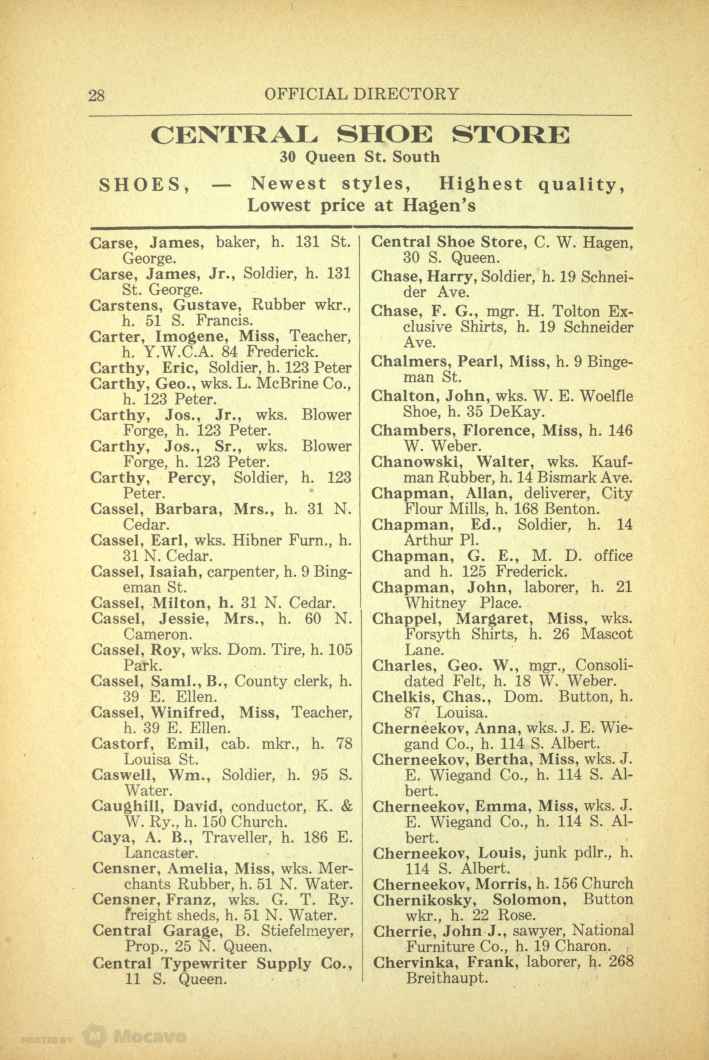 28
OFFICIAL DIRECTORY
CENTRAL SHOE STORE
30 Queen St. South
SHOES, — Newest styles, Highest quality,
Lowest price at Hagen's
Carse, James, baker, h. 131 St.
George.
Carse, James, Jr., Soldier, h. 131
St. George.
Carstens, Gustave, Rubber wkr.,
h. 51 S. Francis.
Carter, Imogene, Miss, Teacher,
h. Y.W.C.A. 84 Frederick.
Carthy, Eric, Soldier, h. 123 Peter
Carthy, Geo., wks. L. McBrine Co.,
h. 123 Peter.
Carthy, Jos., Jr., wks. Blower
Forge, h. 123 Peter.
Carthy, Jos., Sr., wks. Blower
Forge, h. 123 Peter.
Carthy, Percy, Soldier, h. 123
Peter.
Cassel, Barbara, Mrs., h. 31 N.
Cedar.
Cassel, Earl, wks. Hibner Furn., h.
31 N. Cedar.
Cassel, Isaiah, carpenter, h. 9 Bing-
eman St.
Cassel, Milton, h. 31 N. Cedar.
Cassel, Jessie, Mrs., h. 60 N.
Cameron.
Cassel, Roy, wks. Dom. Tire, h. 105
Park.
Cassel, Saml., B., County clerk, h.
39 E. Ellen.
Cassel, Winifred, Miss, Teacher,
h. 39 E. Ellen.
Castorf, Emil, cab. mkr., h. 78
Louisa St.
Caswell, Wm., Soldier, h. 95 S.
Water.
Caughill, David, conductor, K. &
W. Ry., h. 150 Church.
Caya, A. B., Traveller, h. 186 E.
Lancaster.
Censner, Amelia, Miss, wks. Mer-
chants Rubber, h. 51 N. Water.
Censner, Franz, wks. G. T. Ry.
freight sheds, h. 51 N. Water.
Central Garage, B. Stiefelmeyer,
Prop., 25 N. Queen.
Central Typewriter Supply Co.,
11 S. Queen.
Central Shoe Store, C. W. Hagen,
30 S. Queen.
Chase, Harry, Soldier, h. 19 Schnei-
der Ave.
Chase, F. G., mgr. H. Tolton Ex-
clusive Shirts, h. 19 Schneider
Ave.
Chalmers, Pearl, Miss, h. 9 Binge-
man St.
Chalton, John, wks. W. E. Woelfle
Shoe, h. 35 DeKay.
Chambers, Florence, Miss, h. 146
W. Weber.
Chanowski, Walter, wks. Kauf-
man Rubber, h. 14 Bismark Ave.
Chapman, Allan, deliverer, City
Flour Mills, h. 168 Benton.
Chapman, Ed., Soldier, h. 14
Arthur Pl.
Chapman, G. E., M. D. office
and h. 125 Frederick.
Chapman, John, laborer, h. 21
Whitney Place.
Chappel, Margaret, Miss, wks.
Forsyth Shirts, h. 26 Mascot
Lane.
Charles, Geo. W., mgr., Consoli-
dated Felt, h. 18 W. Weber.
Chelkis, Chas., Dom. Button, h.
87 Louisa.
Cherneekov, Anna, wks. J. E. Wie-
gand Co., h. 114 S. Albert.
Cherneekov, Bertha, Miss, wks. J.
E. Wiegand Co., h. 114 S. Al-
bert.
Cherneekov, Emma, Miss, wks. J.
E. Wiegand Co., h. 114 S. Al-
bert.
Cherneekov, Louis, junk pdlr., h.
114 S. Albert.
Cherneekov, Morris, h. 156 Church
Chernikosky, Solomon, Button
wkr., h. 22 Rose.
Cherrie, John J., sawyer, National
Furniture Co., h. 19 Charon.
Chervinka, Frank, laborer, h. 268
Breithaupt.
HOSTED BY Mocavo